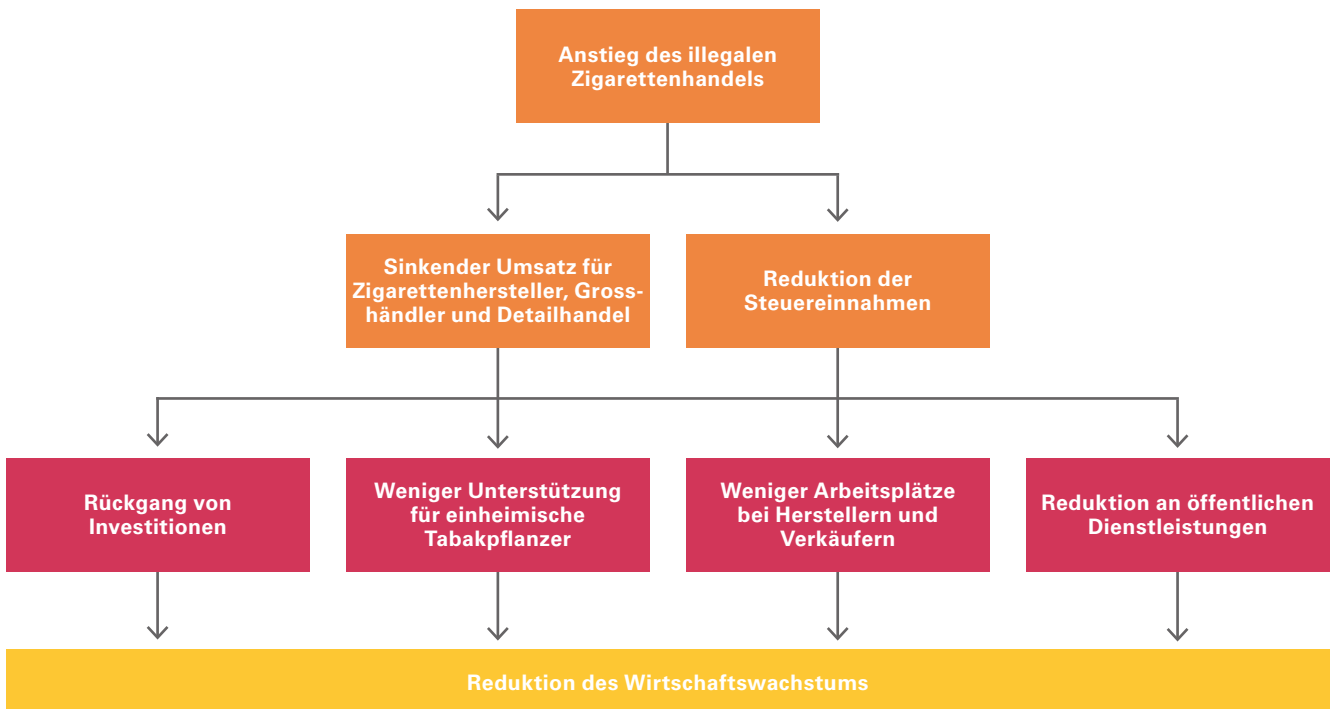 Anstieg des illegalen
Zigarettenhandels
Sinkender Umsatz für
Zigarettenhersteller, Gross-
händler und Detailhandel
Reduktion der
Steuereinnahmen
Rückgang von
Investitionen
Weniger Unterstützung
für einheimische
Tabakpflanzer
Weniger Arbeitsplätze
bei Herstellern und
Verkäufern
Reduktion an öffentlichen
Dienstleistungen
Reduktion des Wirtschaftswachstums